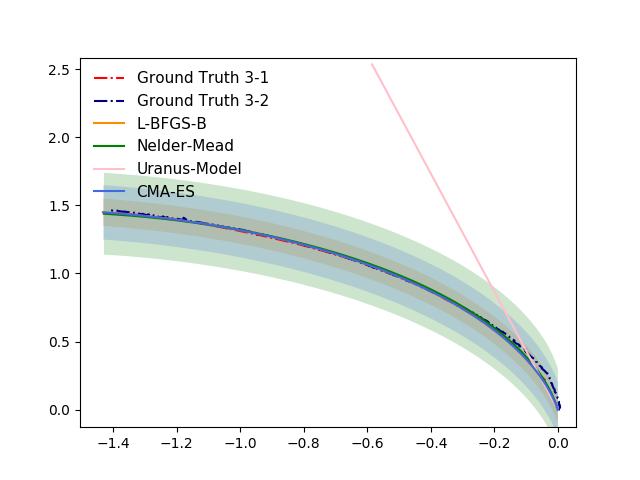 2.5
2.0
1.5
1.0
0.5
0.0
Ground Truth 3-1
Ground Truth 3-2
L-BFGS-B
Nelder-Mead
Uranus-Model
CMA-ES
−1.4 −1.2 −1.0 −0.8 −0.6 −0.4 −0.2 0.0